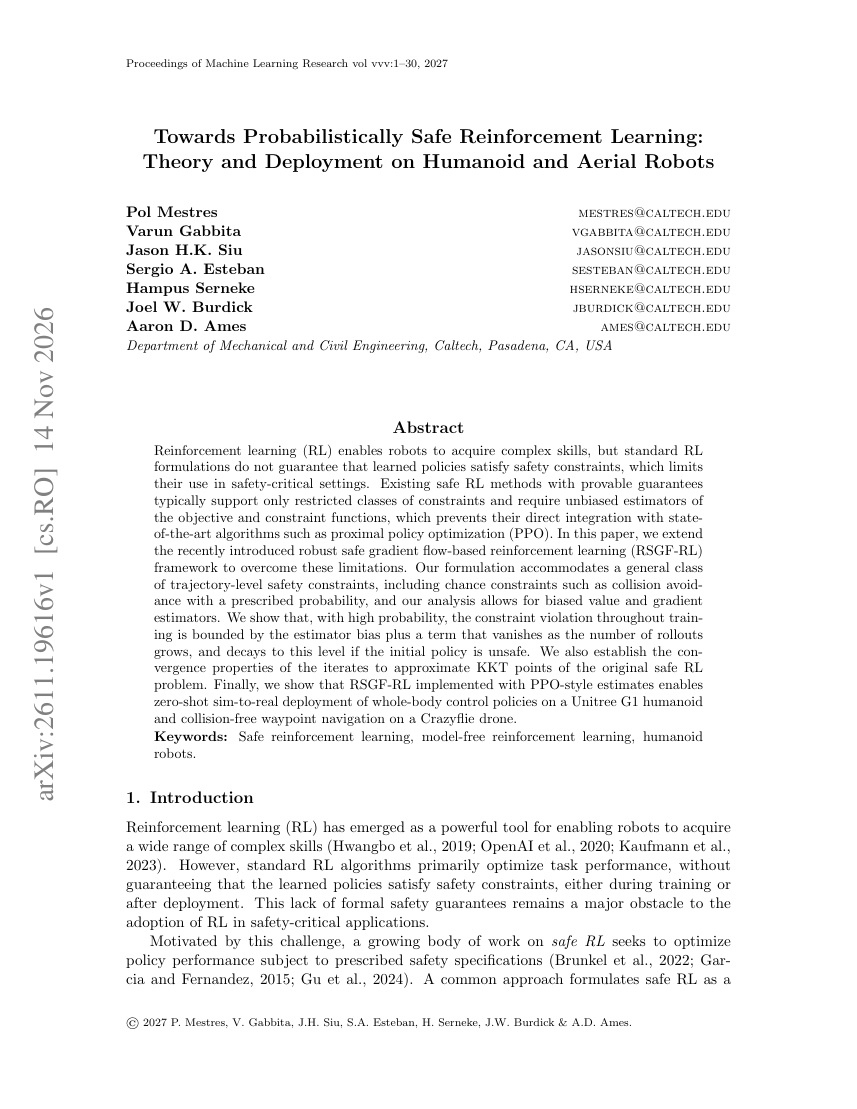 Proceedings of Machine Learning Research vol vvv:1–30, 2027
Towards Probabilistically Safe Reinforcement Learning:
Theory and Deployment on Humanoid and Aerial Robots
Pol Mestres MESTRES@CALTECH.EDU
Varun Gabbita VGABBITA@CALTECH.EDU
Jason H.K. Siu JASONSIU@CALTECH.EDU
Sergio A. Esteban SESTEBAN@CALTECH.EDU
Hampus Serneke HSERNEKE@CALTECH.EDU
Joel W. Burdick JBURDICK@CALTECH.EDU
Aaron D. Ames AMES@CALTECH.EDU
Department of Mechanical and Civil Engineering, Caltech, Pasadena, CA, USA
arXiv:2611.19616v1 [cs.RO] 14 Nov 2026
Abstract
Reinforcement learning (RL) enables robots to acquire complex skills, but standard RL
formulations do not guarantee that learned policies satisfy safety constraints, which limits
their use in safety-critical settings. Existing safe RL methods with provable guarantees
typically support only restricted classes of constraints and require unbiased estimators of
the objective and constraint functions, which prevents their direct integration with state-
of-the-art algorithms such as proximal policy optimization (PPO). In this paper, we extend
the recently introduced robust safe gradient flow-based reinforcement learning (RSGF-RL)
framework to overcome these limitations. Our formulation accommodates a general class
of trajectory-level safety constraints, including chance constraints such as collision avoid-
ance with a prescribed probability, and our analysis allows for biased value and gradient
estimators. We show that, with high probability, the constraint violation throughout train-
ing is bounded by the estimator bias plus a term that vanishes as the number of rollouts
grows, and decays to this level if the initial policy is unsafe. We also establish the con-
vergence properties of the iterates to approximate KKT points of the original safe RL
problem. Finally, we show that RSGF-RL implemented with PPO-style estimates enables
zero-shot sim-to-real deployment of whole-body control policies on a Unitree G1 humanoid
and collision-free waypoint navigation on a Crazyflie drone.
Keywords: Safe reinforcement learning, model-free reinforcement learning, humanoid
robots.
1. Introduction
Reinforcement learning (RL) has emerged as a powerful tool for enabling robots to acquire
a wide range of complex skills (Hwangbo et al., 2019; OpenAI et al., 2020; Kaufmann et al.,
2023). However, standard RL algorithms primarily optimize task performance, without
guaranteeing that the learned policies satisfy safety constraints, either during training or
after deployment. This lack of formal safety guarantees remains a major obstacle to the
adoption of RL in safety-critical applications.
Motivated by this challenge, a growing body of work on safe RL seeks to optimize
policy performance subject to prescribed safety specifications (Brunkel et al., 2022; Gar-
cia and Fernandez, 2015; Gu et al., 2024). A common approach formulates safe RL as a
© 2027 P. Mestres, V. Gabbita, J.H. Siu, S.A. Esteban, H. Serneke, J.W. Burdick & A.D. Ames.